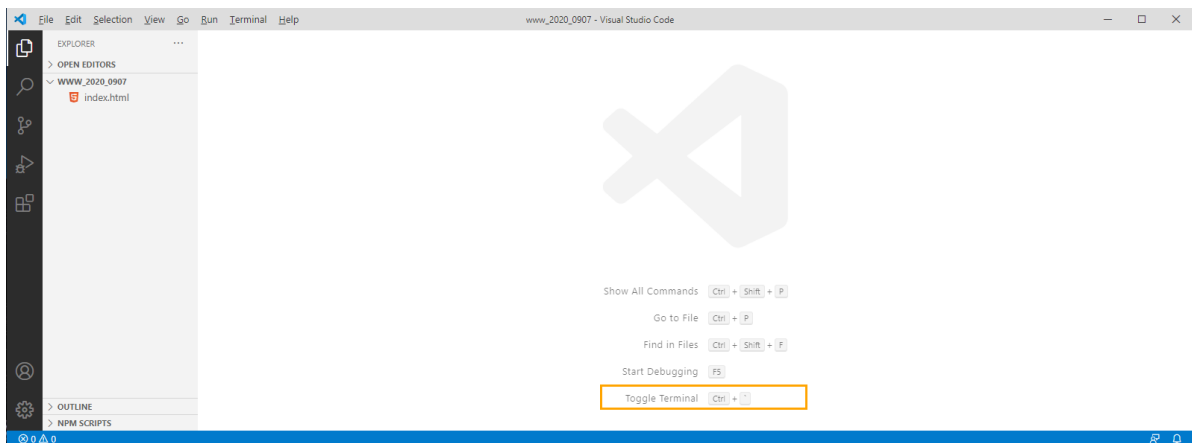 File Edit Selection View Go Run Terminal Help www_2020_0907 - Visual Studio Code
EXPLORER ...
OPEN EDITORS
WWW_2020_0907
index.html
Show All Commands Ctrl + Shift + P
Go to File Ctrl + P
Find in Files Ctrl + Shift + F
Start Debugging F5
Toggle Terminal Ctrl + `
OUTLINE
NPM SCRIPTS
0 0